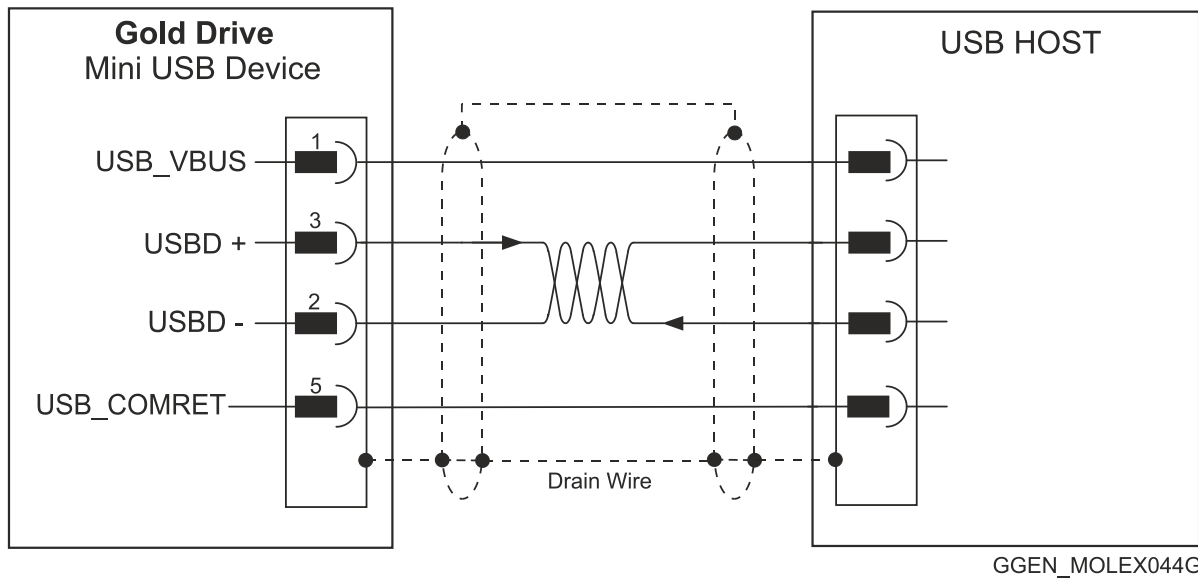 Gold Drive
Mini USB Device
USB HOST
1
USB_VBUS
3
USBD +
2
USBD -
5
USB_COMRET
Drain Wire
GGEN_MOLEX044G